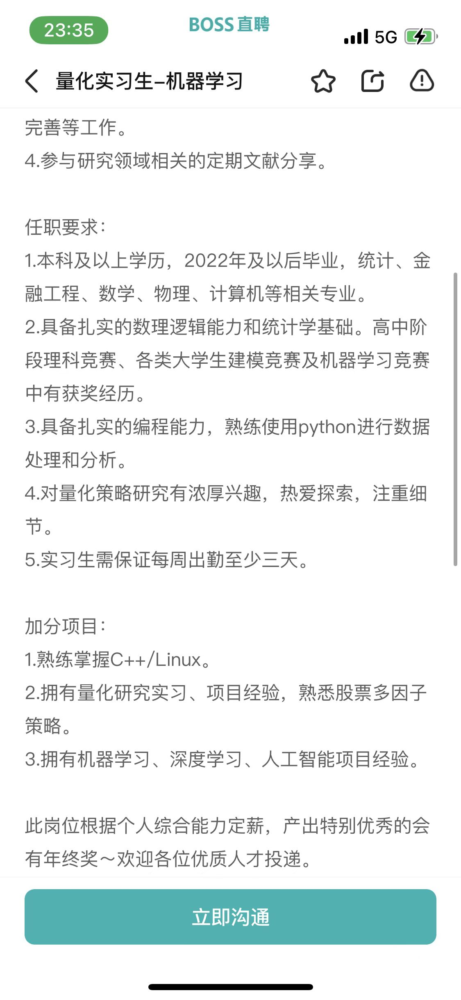 23:35
BOSS 直聘
5G
量化实习生-机器学习
完善等工作。
4.参与研究领域相关的定期文献分享。
任职要求：
1.本科及以上学历，2022年及以后毕业，统计、金
融工程、数学、物理、计算机等相关专业。
2.具备扎实的数理逻辑能力和统计学基础。高中阶
段理科竞赛、各类大学生建模竞赛及机器学习竞赛
中有获奖经历。
3.具备扎实的编程能力，熟练使用python进行数据
处理和分析。
4.对量化策略研究有浓厚兴趣，热爱探索，注重细
节。
5.实习生需保证每周出勤至少三天。
加分项目：
1.熟练掌握C++/Linux。
2.拥有量化研究实习、项目经验，熟悉股票多因子
策略。
3.拥有机器学习、深度学习、人工智能项目经验。
此岗位根据个人综合能力定薪，产出特别优秀的会
有年终奖～欢迎各位优质人才投递。
立即沟通